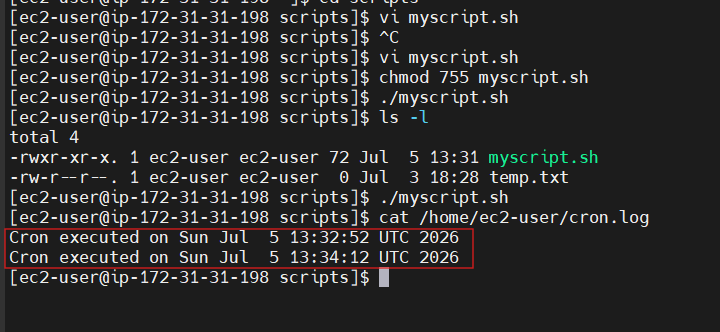 [ec2-user@ip-172-31-31-198 scripts]$ vi myscript.sh
[ec2-user@ip-172-31-31-198 scripts]$ ^C
[ec2-user@ip-172-31-31-198 scripts]$ vi myscript.sh
[ec2-user@ip-172-31-31-198 scripts]$ chmod 755 myscript.sh
[ec2-user@ip-172-31-31-198 scripts]$ ./myscript.sh
[ec2-user@ip-172-31-31-198 scripts]$ ls -l
total 4
-rwxr-xr-x. 1 ec2-user ec2-user 72 Jul  5 13:31 myscript.sh
-rw-r--r--. 1 ec2-user ec2-user  0 Jul  3 18:28 temp.txt
[ec2-user@ip-172-31-31-198 scripts]$ ./myscript.sh
[ec2-user@ip-172-31-31-198 scripts]$ cat /home/ec2-user/cron.log
Cron executed on Sun Jul  5 13:32:52 UTC 2026
Cron executed on Sun Jul  5 13:34:12 UTC 2026
[ec2-user@ip-172-31-31-198 scripts]$